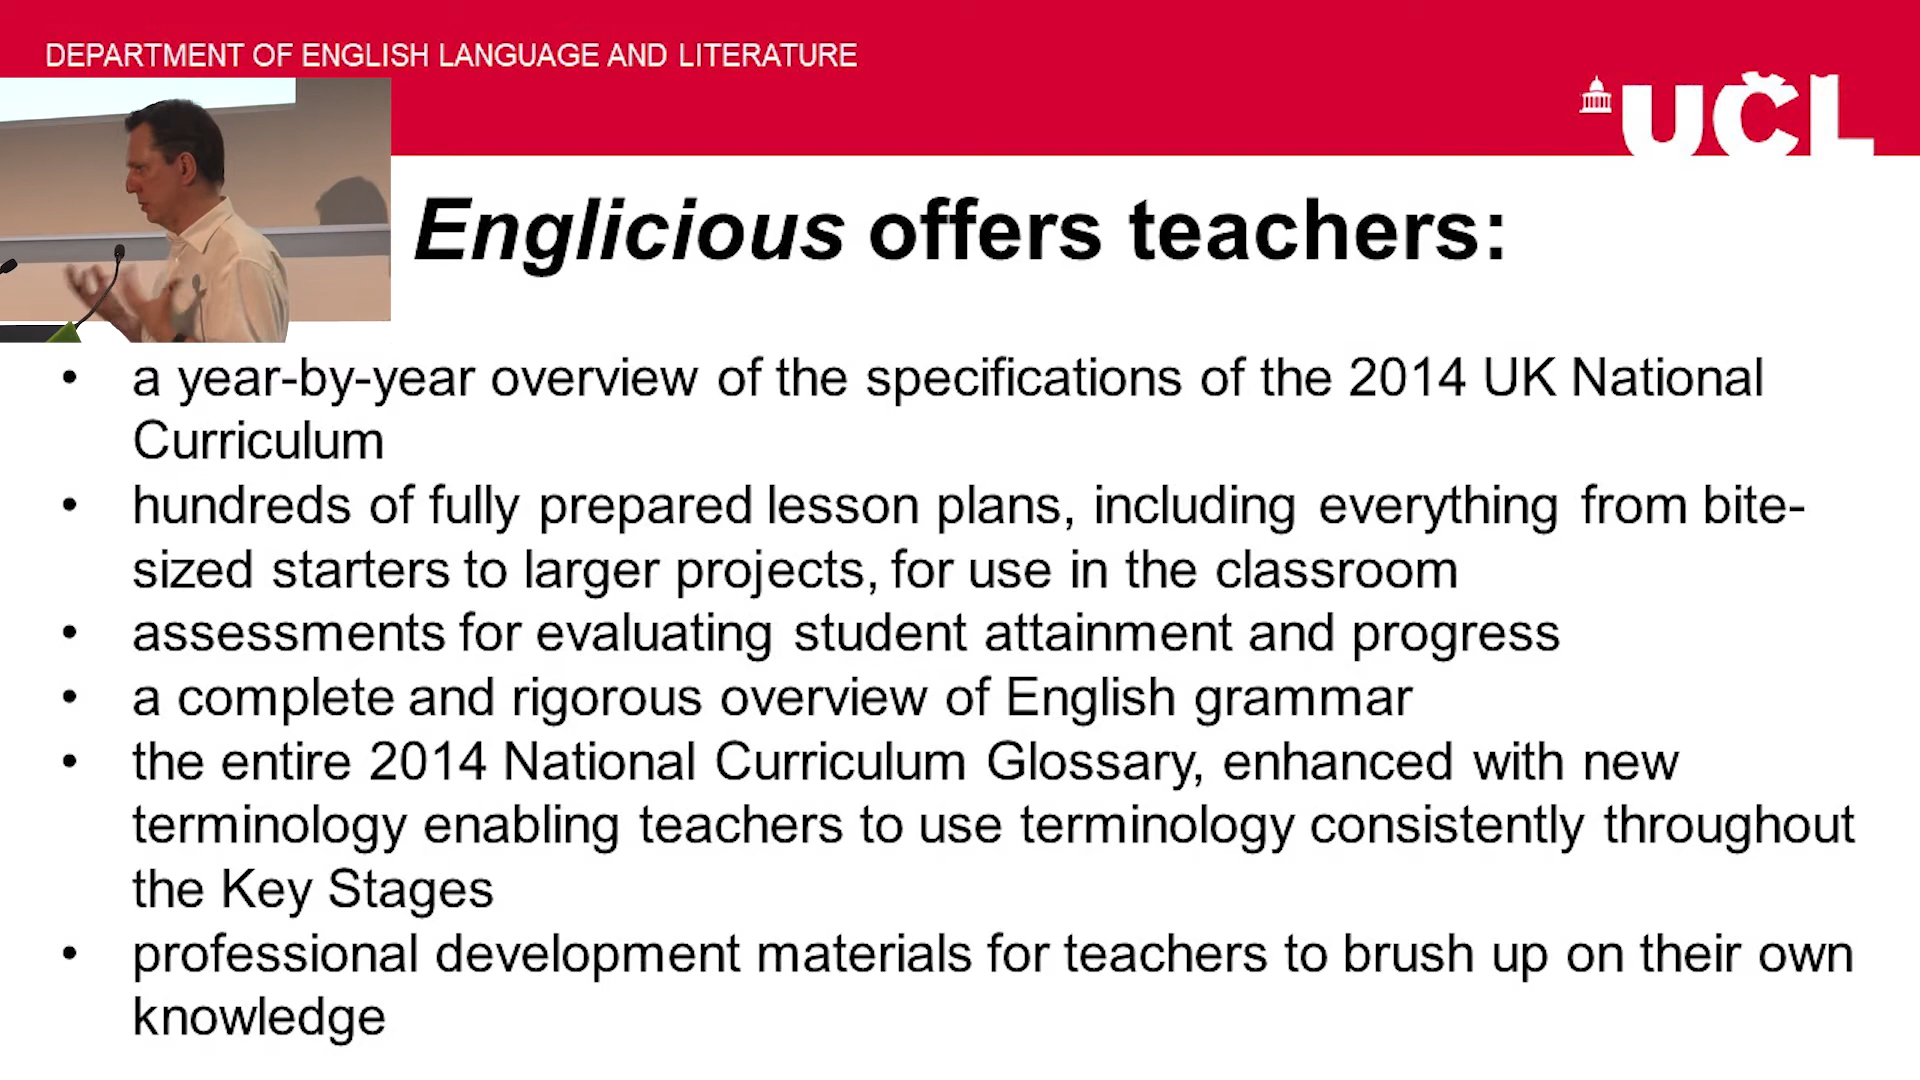 DEPARTMENT OF ENGLISH LANGUAGE AND LITERATURE
UCL
Englicious offers teachers:
• a year-by-year overview of the specifications of the 2014 UK National
Curriculum
• hundreds of fully prepared lesson plans, including everything from bite-
sized starters to larger projects, for use in the classroom
• assessments for evaluating student attainment and progress
• a complete and rigorous overview of English grammar
• the entire 2014 National Curriculum Glossary, enhanced with new
terminology enabling teachers to use terminology consistently throughout
the Key Stages
• professional development materials for teachers to brush up on their own
knowledge